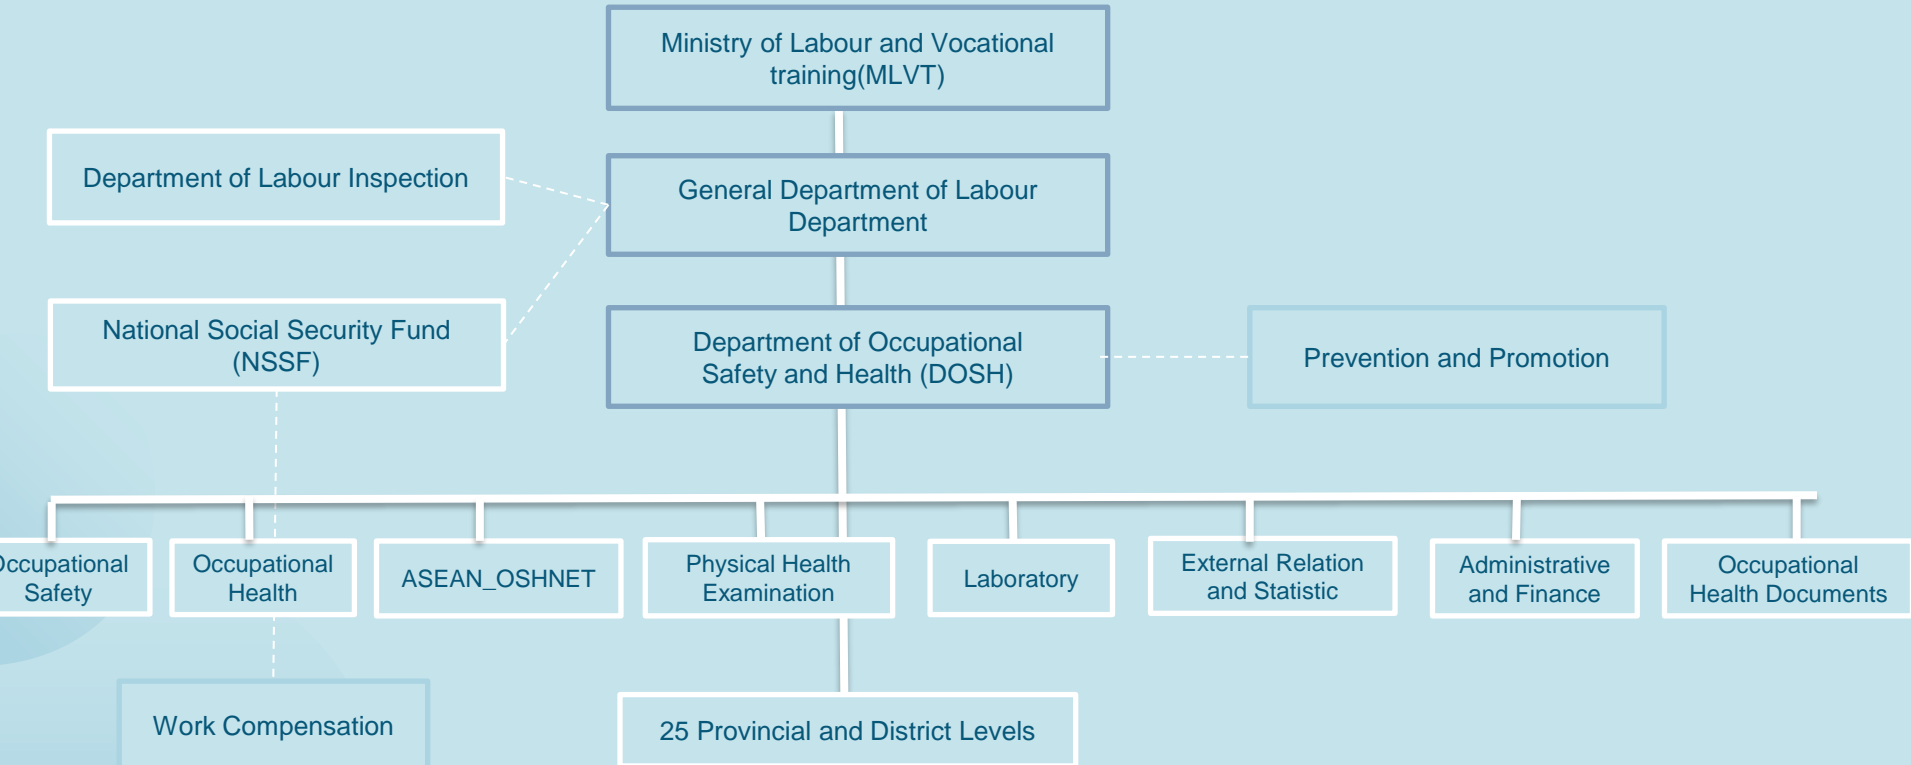 Ministry of Labour and Vocational
training(MLVT)
Department of Labour Inspection
General Department of Labour
Department
National Social Security Fund
(NSSF)
Department of Occupational
Safety and Health (DOSH)
Prevention and Promotion
Occupational
Safety
Occupational
Health
ASEAN_OSHNET
Physical Health
Examination
Laboratory
External Relation
and Statistic
Administrative
and Finance
Occupational
Health Documents
Work Compensation
25 Provincial and District Levels